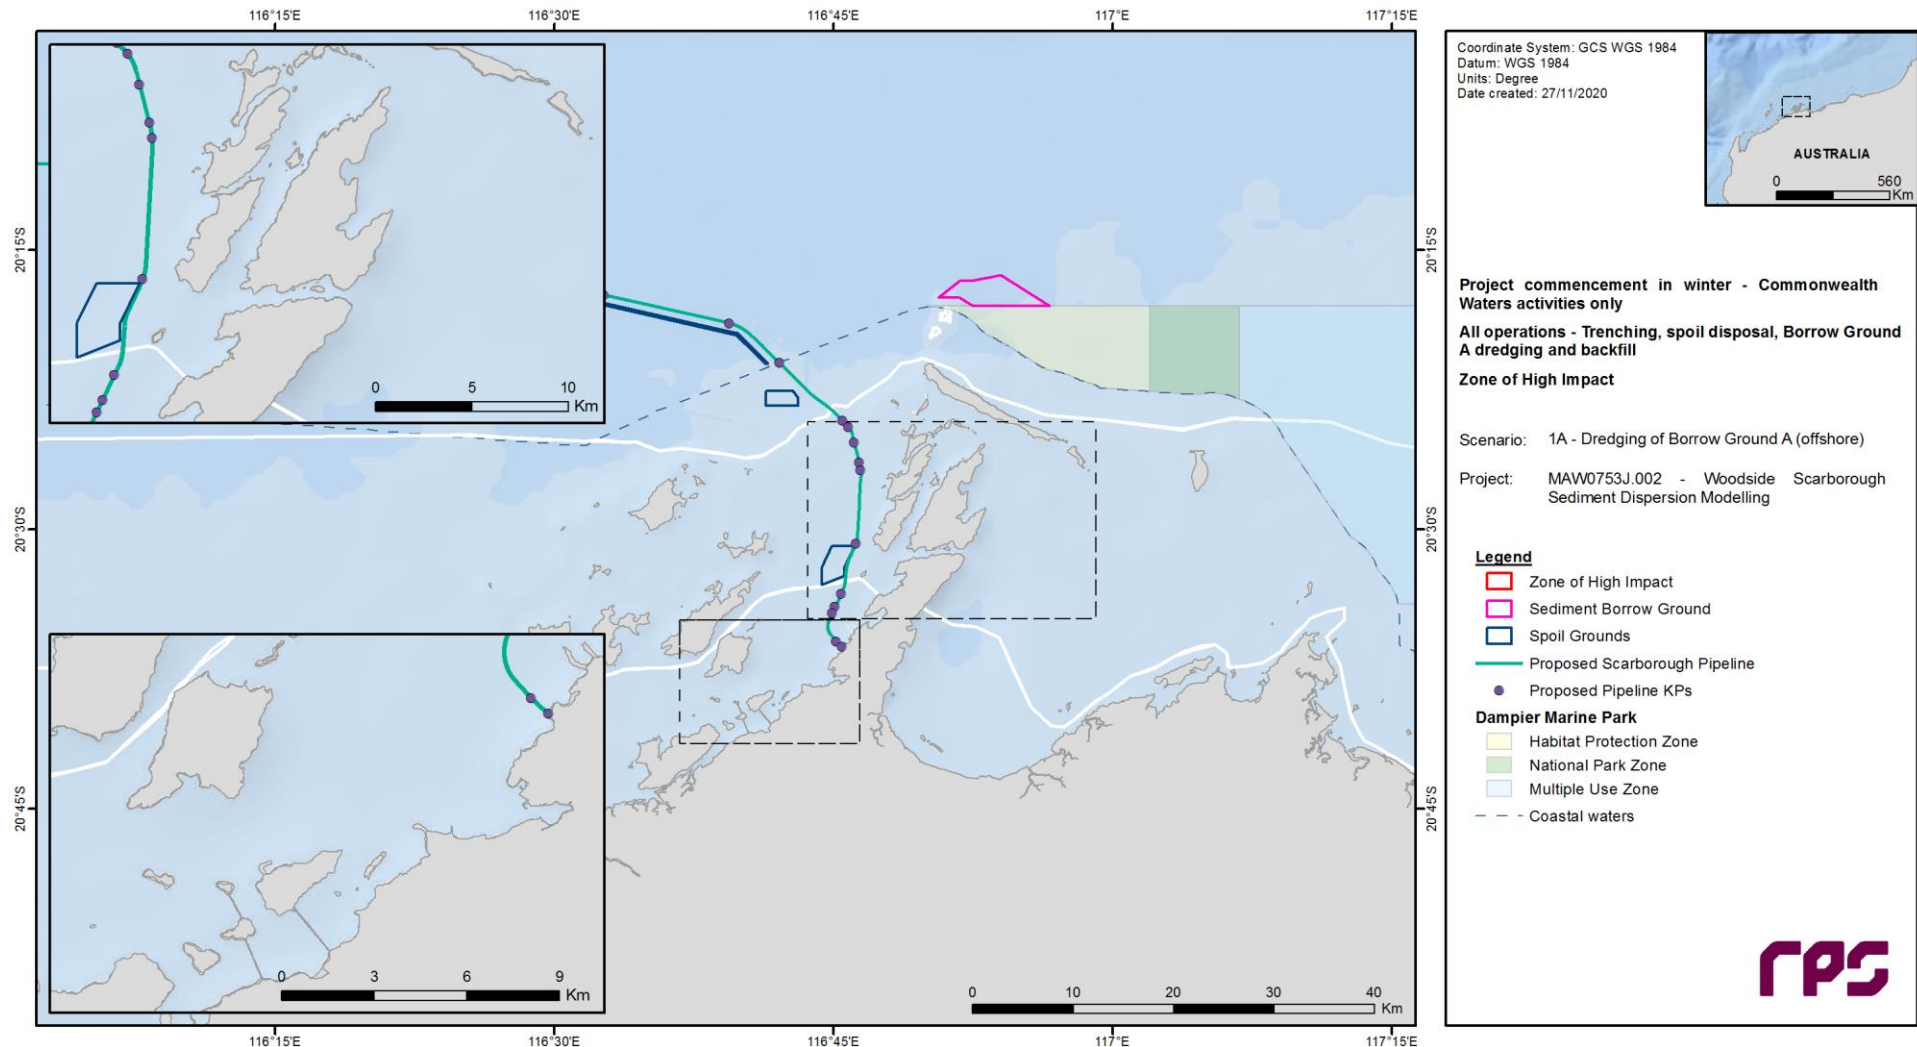 116°15'E 116°30'E 116°45'E 117°E 117°15'E
20°15'S
20°30'S
20°45'S
0 5 10
Km
0 3 6 9
Km
0 10 20 30 40
Km
20°15'S
20°30'S
20°45'S
116°15'E 116°30'E 116°45'E 117°E 117°15'E
Coordinate System: GCS WGS 1984
Datum: WGS 1984
Units: Degree
Date created: 27/11/2020
AUSTRALIA
0 560
Km
Project commencement in winter - Commonwealth
Waters activities only
All operations - Trenching, spoil disposal, Borrow Ground
A dredging and backfill
Zone of High Impact
Scenario: 1A - Dredging of Borrow Ground A (offshore)
Project: MAW0753J.002 - Woodside Scarborough
Sediment Dispersion Modelling
Legend
Zone of High Impact
Sediment Borrow Ground
Spoil Grounds
Proposed Scarborough Pipeline
Proposed Pipeline KPs
Dampier Marine Park
Habitat Protection Zone
National Park Zone
Multiple Use Zone
Coastal waters
rps